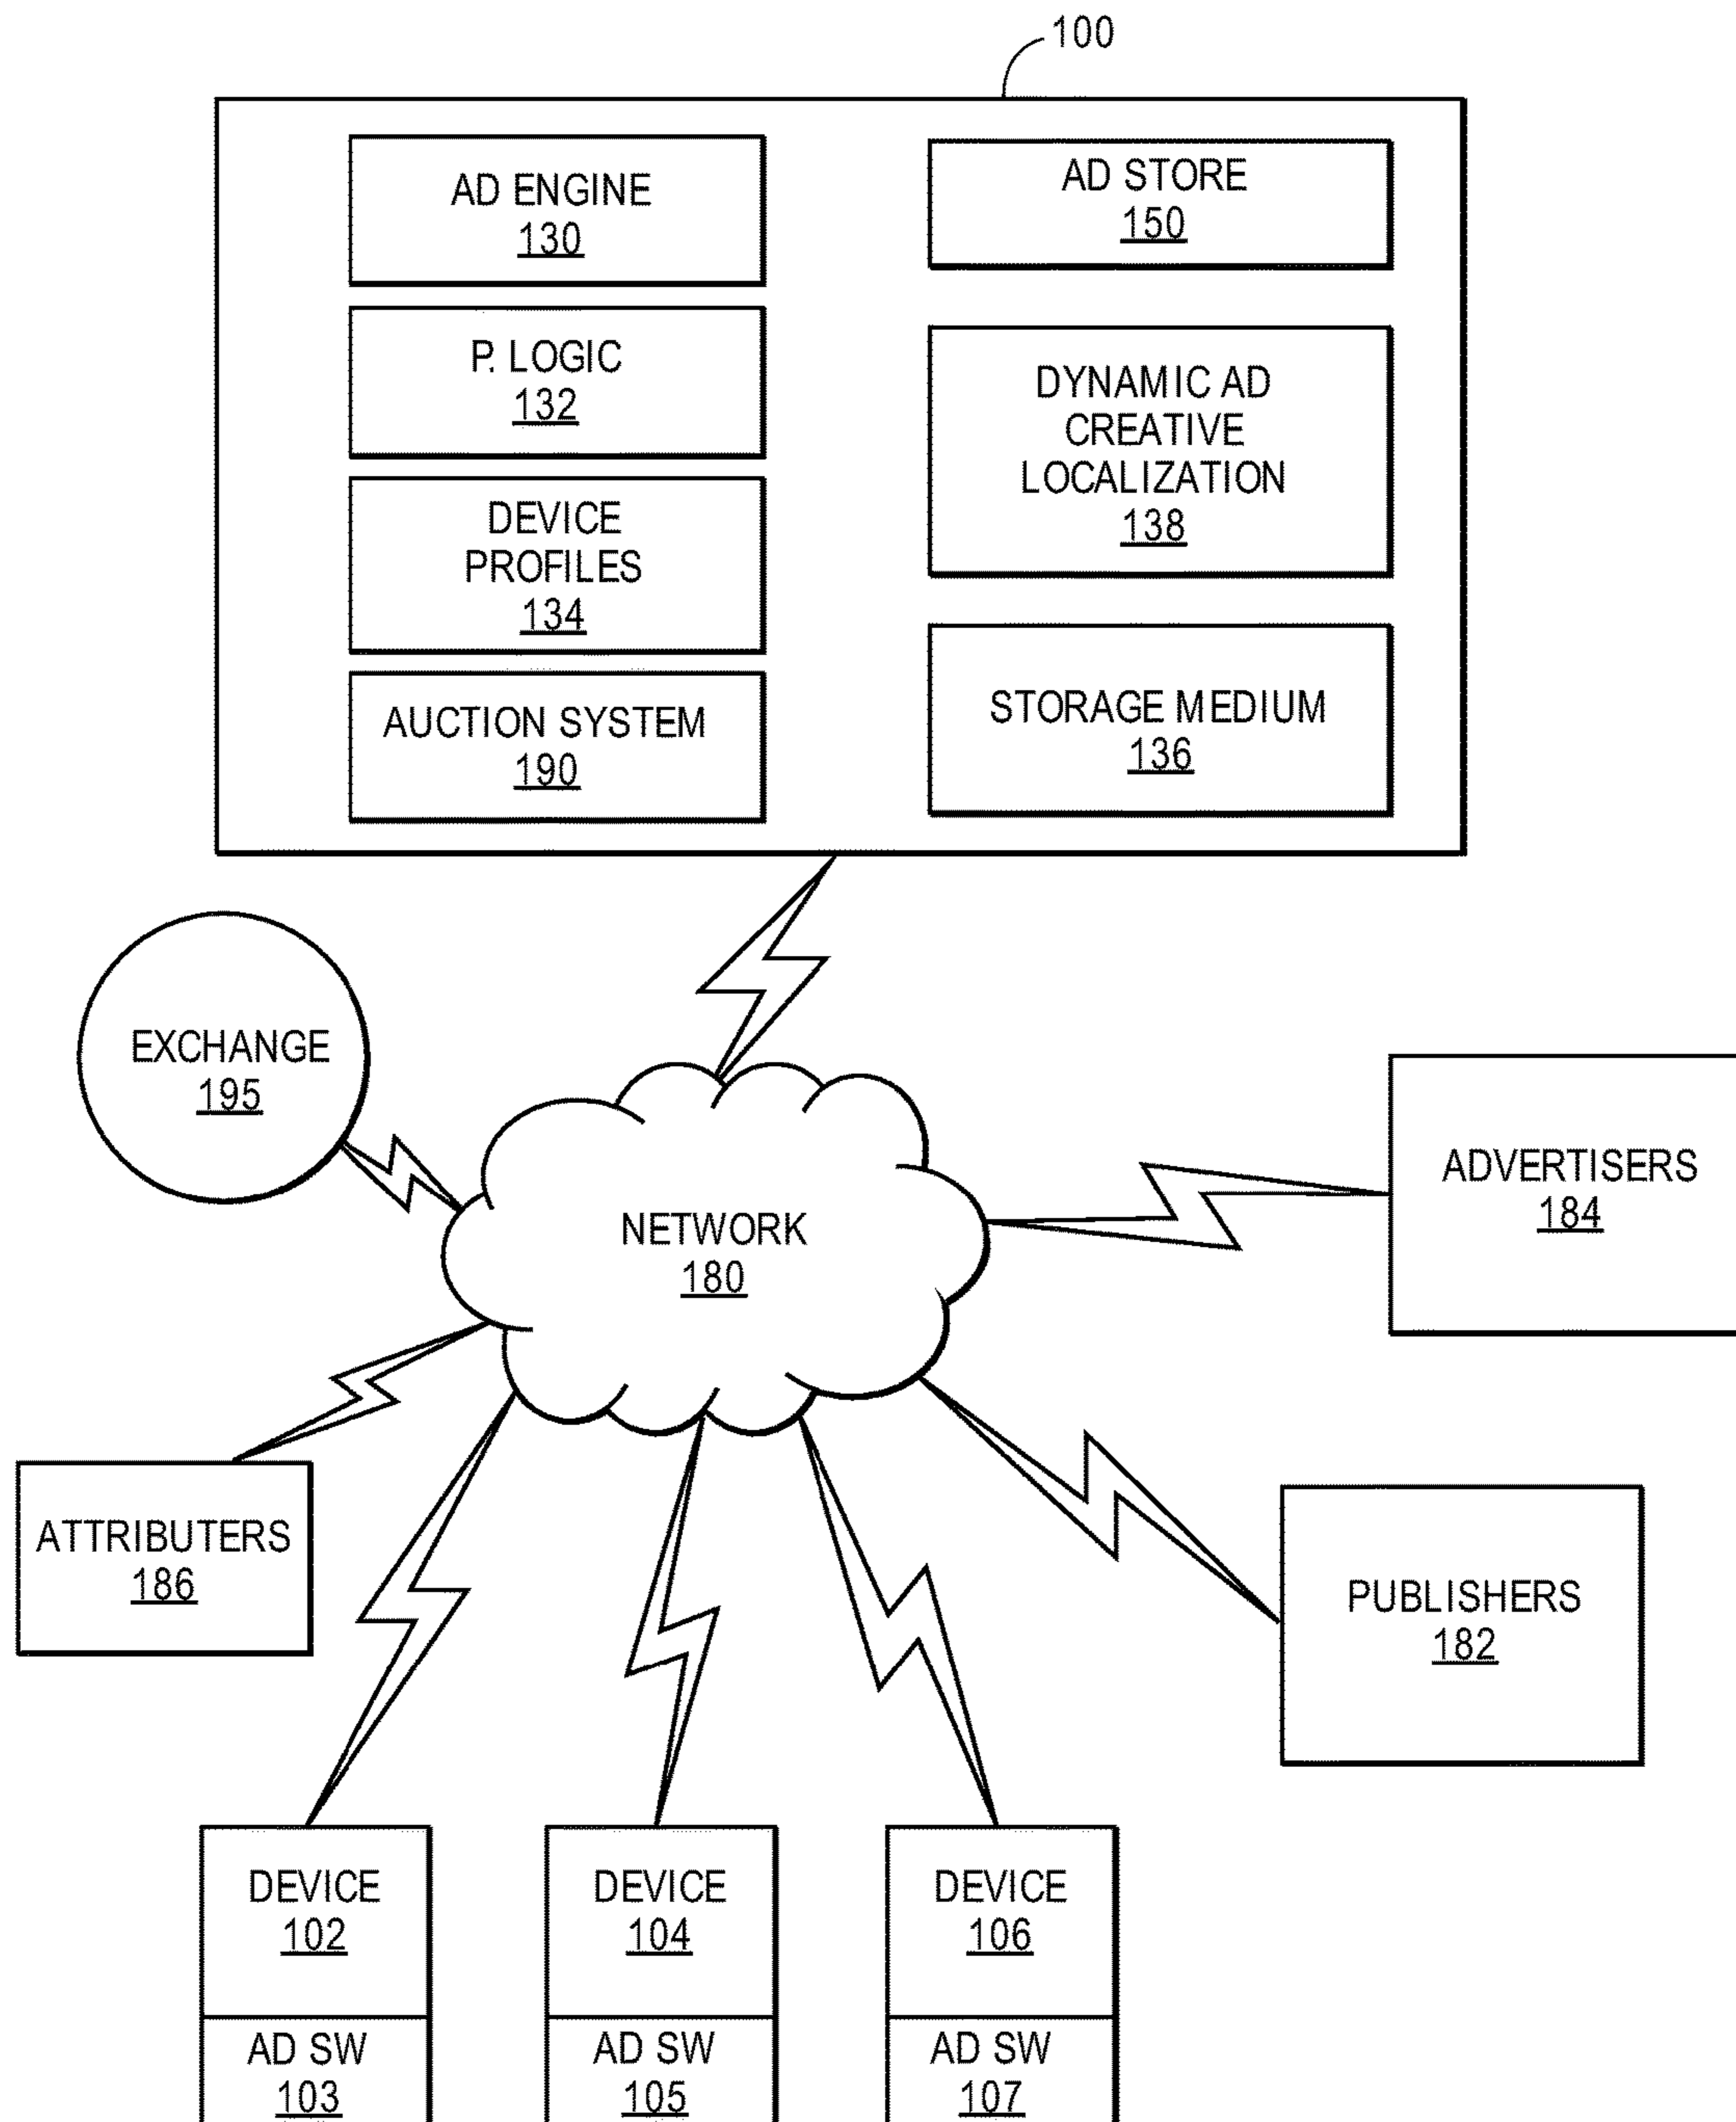 100
AD ENGINE
130
AD STORE
150
P. LOGIC
132
DYNAMIC AD
CREATIVE
LOCALIZATION
138
DEVICE
PROFILES
134
STORAGE MEDIUM
136
AUCTION SYSTEM
190
EXCHANGE
195
NETWORK
180
ADVERTISERS
184
ATTRIBUTERS
186
PUBLISHERS
182
DEVICE
102
AD SW
103
DEVICE
104
AD SW
105
DEVICE
106
AD SW
107